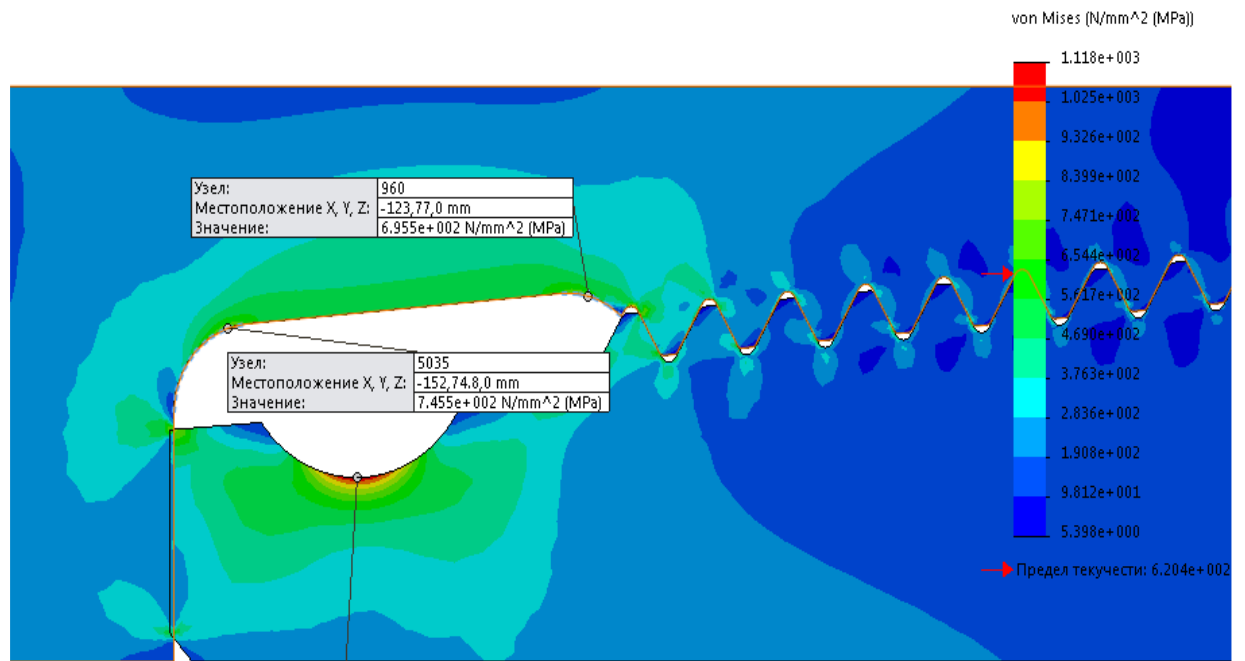 von Mises (N/mm^2 (MPa))
1.118e+003
1.025e+003
9.326e+002
8.399e+002
7.471e+002
6.544e+002
5.617e+002
4.690e+002
3.763e+002
2.836e+002
1.908e+002
9.812e+001
5.398e+000
Предел текучести: 6.204e+002
Узел: 960
Местоположение X, Y, Z: -123,77,0 mm
Значение: 6.955e+002 N/mm^2 (MPa)
Узел: 5035
Местоположение X, Y, Z: -152,74.8,0 mm
Значение: 7.455e+002 N/mm^2 (MPa)